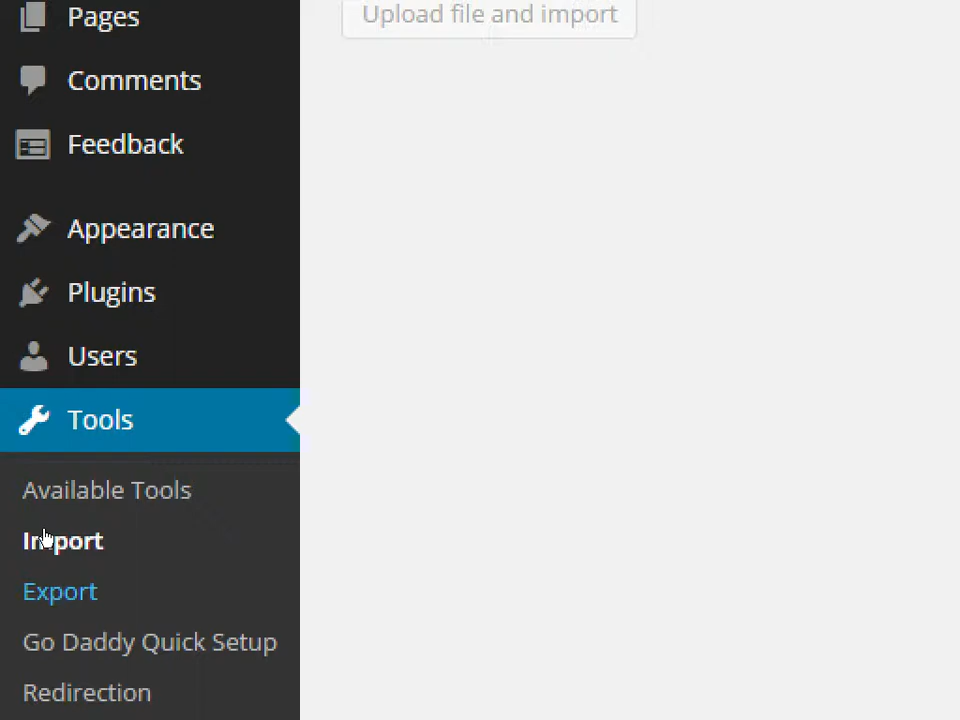 Pages
Upload file and import
Comments
Feedback
Appearance
Plugins
Users
Tools
Available Tools
Import
Export
Go Daddy Quick Setup
Redirection